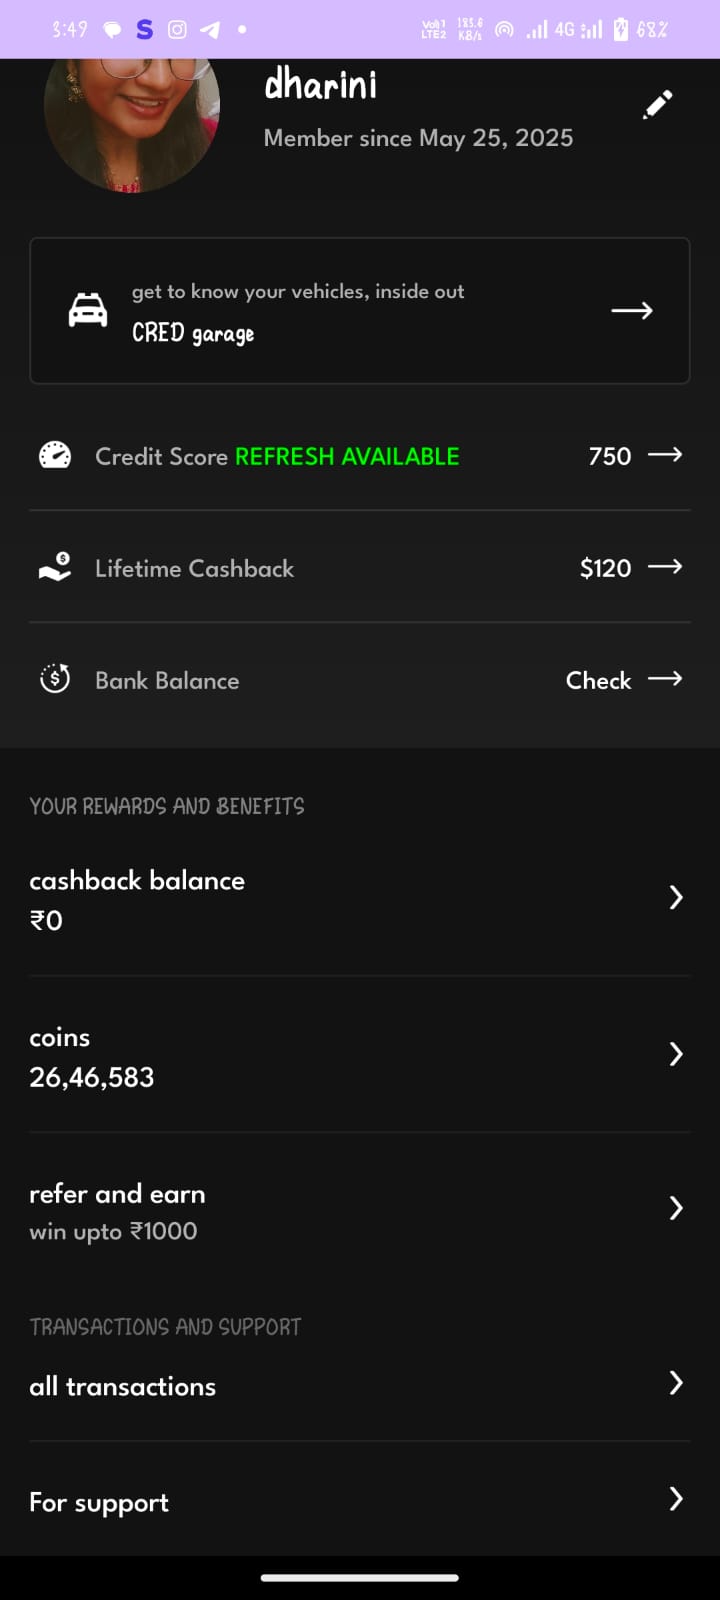 3:49
VoI) 1
LTE2
185.6
KB/s
4G
68%
dharini
Member since May 25, 2025
get to know your vehicles, inside out
CRED garage
Credit Score REFRESH AVAILABLE
750
Lifetime Cashback
$120
Bank Balance
Check
YOUR REWARDS AND BENEFITS
cashback balance
₹0
coins
26,46,583
refer and earn
win upto ₹1000
TRANSACTIONS AND SUPPORT
all transactions
For support